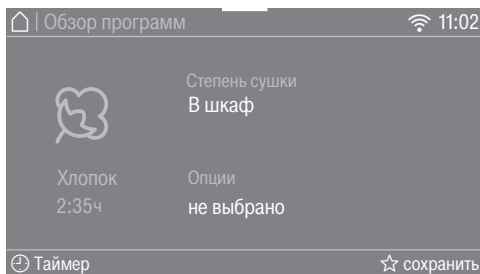 | Обзор программ 11:02
Степень сушки
В шкаф
Хлопок
2:35ч
Опции
не выбрано
Таймер
сохранить